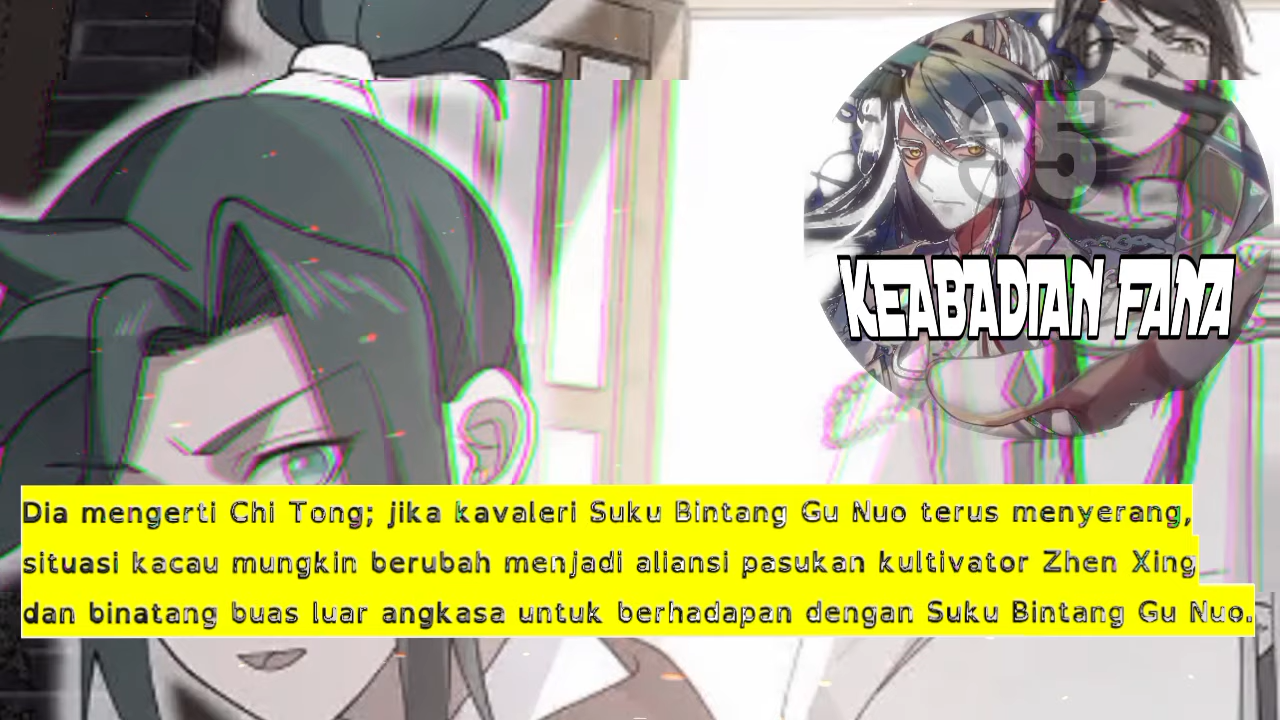 95
KEABADIAN FANA
Dia mengerti Chi Tong; jika kavaleri Suku Bintang Gu Nuo terus menyerang,
situasi kacau mungkin berubah menjadi aliansi pasukan kultivator Zhen Xing
dan binatang buas luar angkasa untuk berhadapan dengan Suku Bintang Gu Nuo.